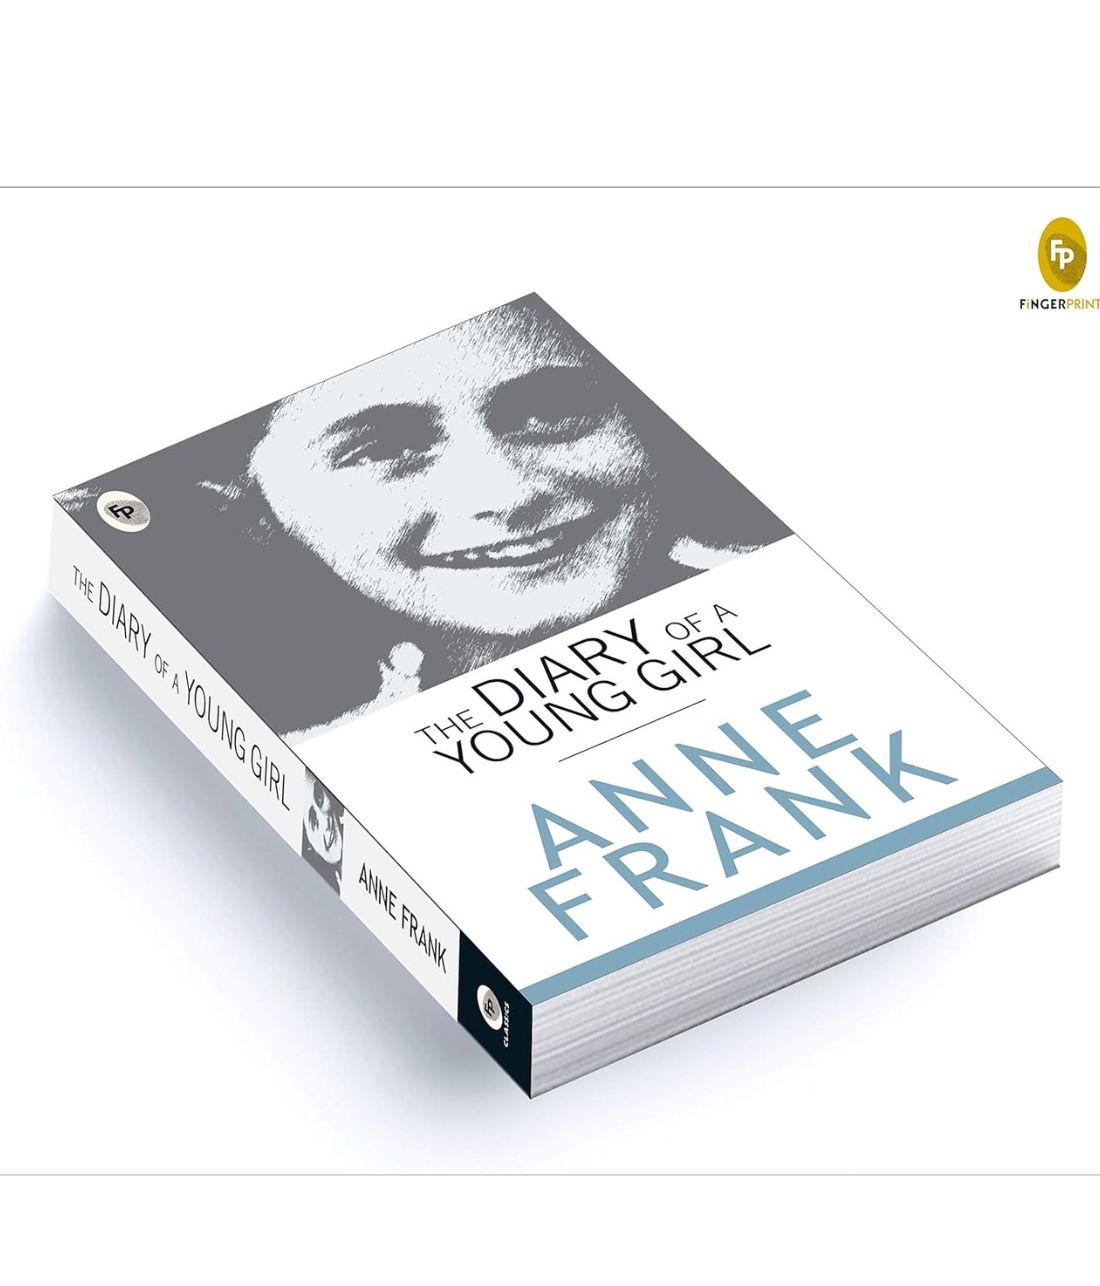 FP
FiNGERPRINT
FP
THE DIARY OF A
YOUNG GIRL
ANNE
FRANK
THE DIARY OF A YOUNG GIRL
ANNE FRANK
FP
CLASSICS